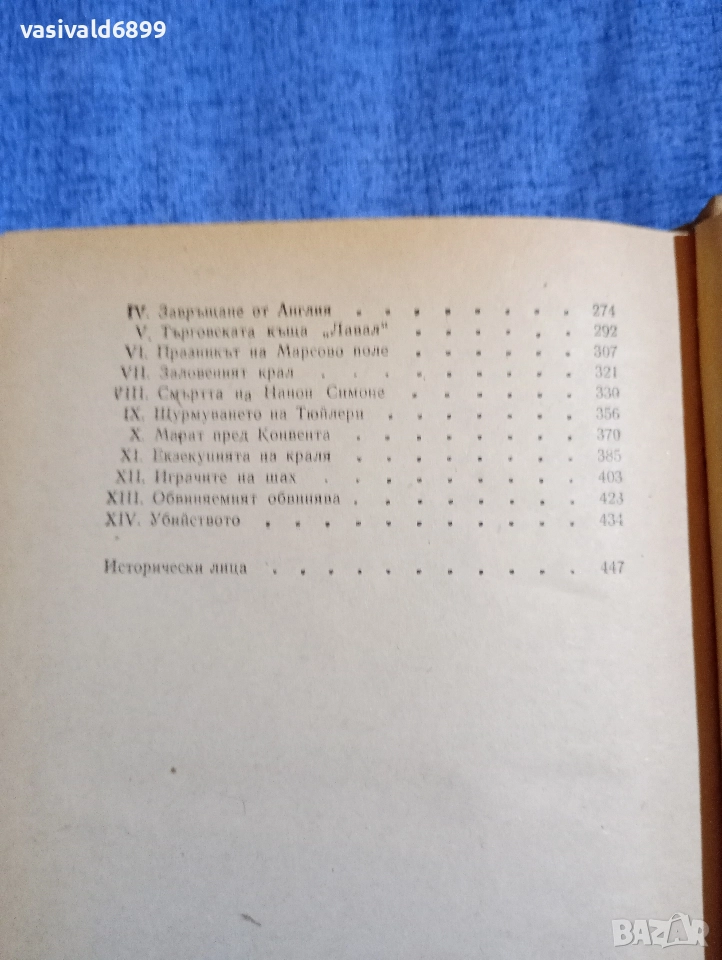 vasivald6899
IV. Завръщане от Англия . . . . . . . . 274
V. Търговската къща „Лавал“ . . . . . . 292
VI. Празникът на Марсово поле . . . . . . 307
VII. Заловеният крал . . . . . . . . 321
VIII. Смъртта на Нанон Симоне . . . . . . 330
IX. Щурмуването на Тюйлери . . . . . . 356
X. Марат пред Конвента . . . . . . . 370
XI. Екзекуцията на краля . . . . . . . 385
XII. Играчите на шах . . . . . . . . 403
XIII. Обвиняемият обвинява . . . . . . . 423
XIV. Убийството . . . . . . . . . . 434
Исторически лица . . . . . . . . . . . 447
BAZAR